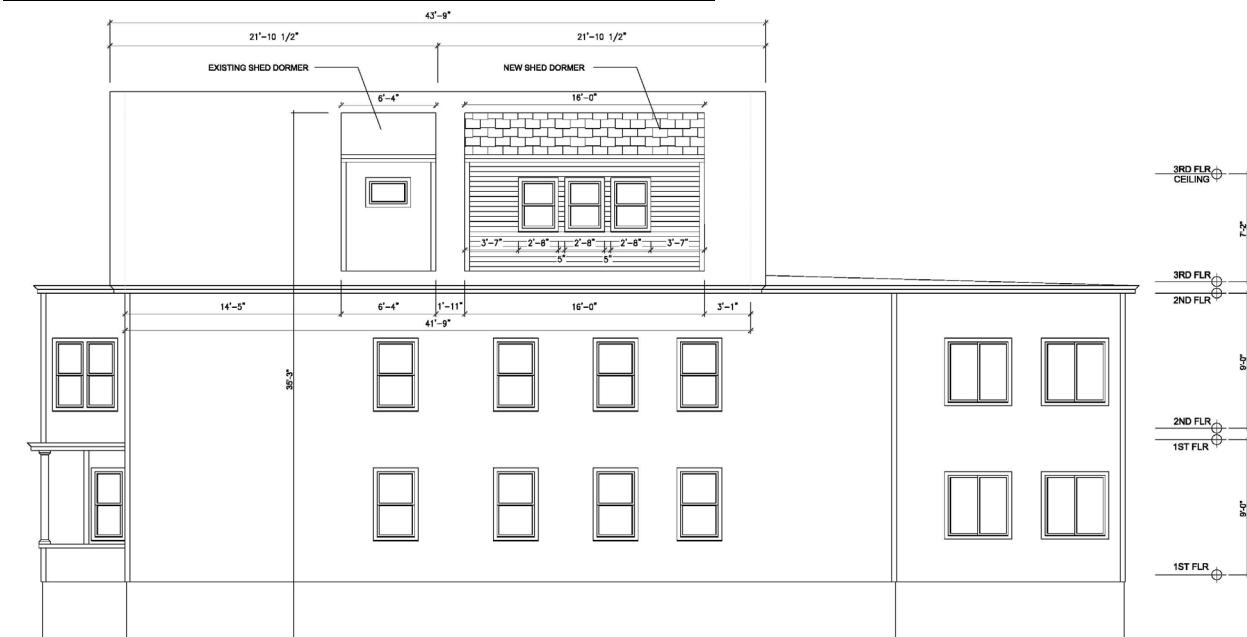 43'-9"
21'-10 1/2"
21'-10 1/2"
EXISTING SHED DORMER
NEW SHED DORMER
6'-4"
16'-0"
3RD FLR
CEILING
7'-2"
3'-7"
2'-8"
2'-8"
2'-8"
3'-7"
5"
5"
3RD FLR
2ND FLR
14'-5"
6'-4"
1'-11"
16'-0"
3'-1"
41'-9"
35'-3"
9'-0"
2ND FLR
1ST FLR
9'-0"
1ST FLR